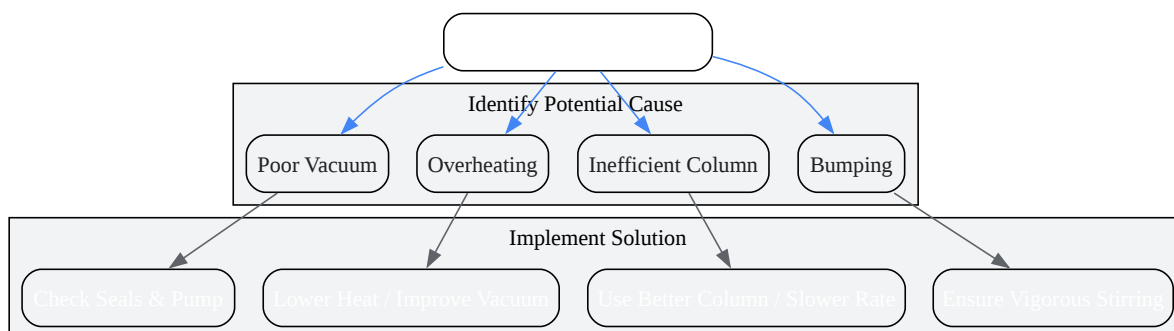 Identify Potential Cause
Poor Vacuum
Overheating
Inefficient Column
Bumping
Implement Solution
Check Seals & Pump
Lower Heat / Improve Vacuum
Use Better Column / Slower Rate
Ensure Vigorous Stirring